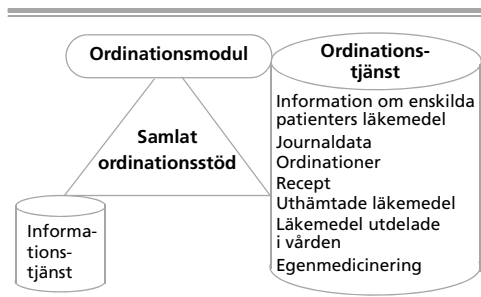 Ordinationsmodul
Samlat
ordinationsstöd
Informa-
tions-
tjänst
Ordinations-
tjänst
Information om enskilda
patienters läkemedel
Journaldata
Ordinationer
Recept
Uthämtade läkemedel
Läkemedel utdelade
i vården
Egenmedicinering